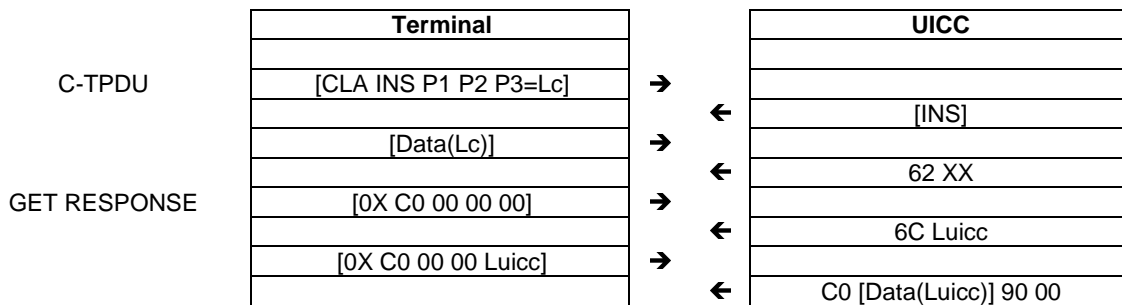 Terminal UICC
C-TPDU [CLA INS P1 P2 P3=Lc] →
← [INS]
[Data(Lc)] →
← 62 XX
GET RESPONSE [0X C0 00 00 00] →
← 6C Luicc
[0X C0 00 00 Luicc] →
← C0 [Data(Luicc)] 90 00